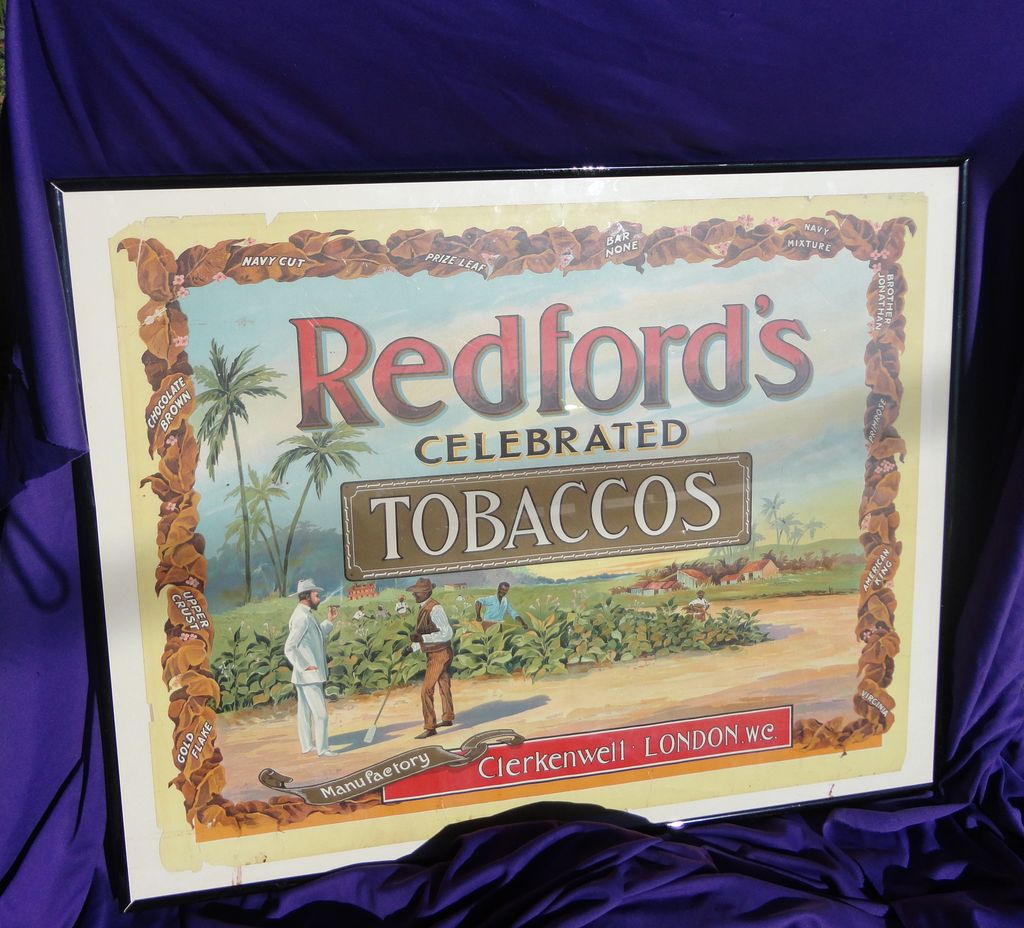 NAVY CUT
PRIZE LEAF
BAR
NONE
NAVY
MIXTURE
BROTHER
JONATHAN
Redford's
CHOCOLATE
BROWN
PRIMROSE
CELEBRATED
TOBACCOS
AMERICAN
KING
UPPER
CRUST
VIRGINIA
GOLD
FLAKE
Manufactory
Clerkenwell · LONDON. W.C.